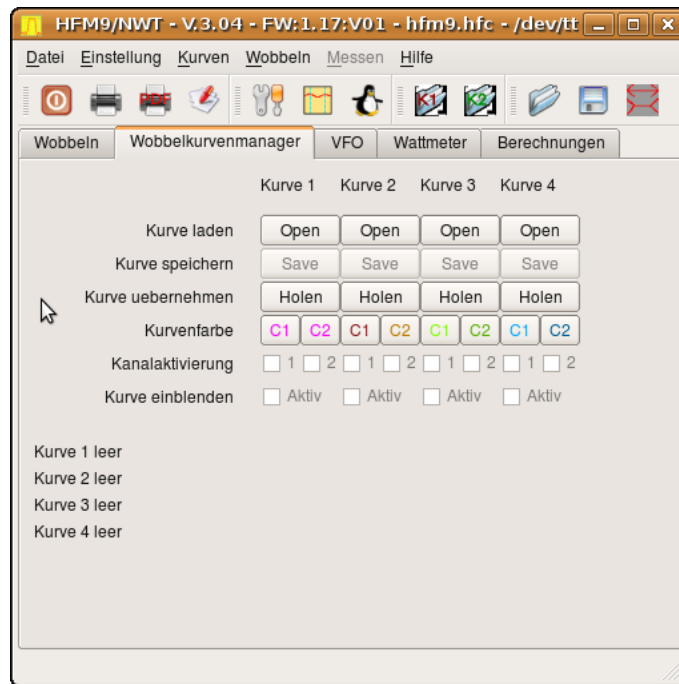 HFM9/NWT - V.3.04 - FW:1.17:V01 - hfm9.hfc - /dev/tt
Datei Einstellung Kurven Wobbeln Messen Hilfe
PDF K1 K2
Wobbeln Wobbelkurvenmanager VFO Wattmeter Berechnungen
Kurve 1 Kurve 2 Kurve 3 Kurve 4
Kurve laden Open Open Open Open
Kurve speichern Save Save Save Save
Kurve uebernehmen Holen Holen Holen Holen
Kurvenfarbe C1 C2 C1 C2 C1 C2 C1 C2
Kanalaktivierung 1 2 1 2 1 2 1 2
Kurve einblenden Aktiv Aktiv Aktiv Aktiv
Kurve 1 leer
Kurve 2 leer
Kurve 3 leer
Kurve 4 leer